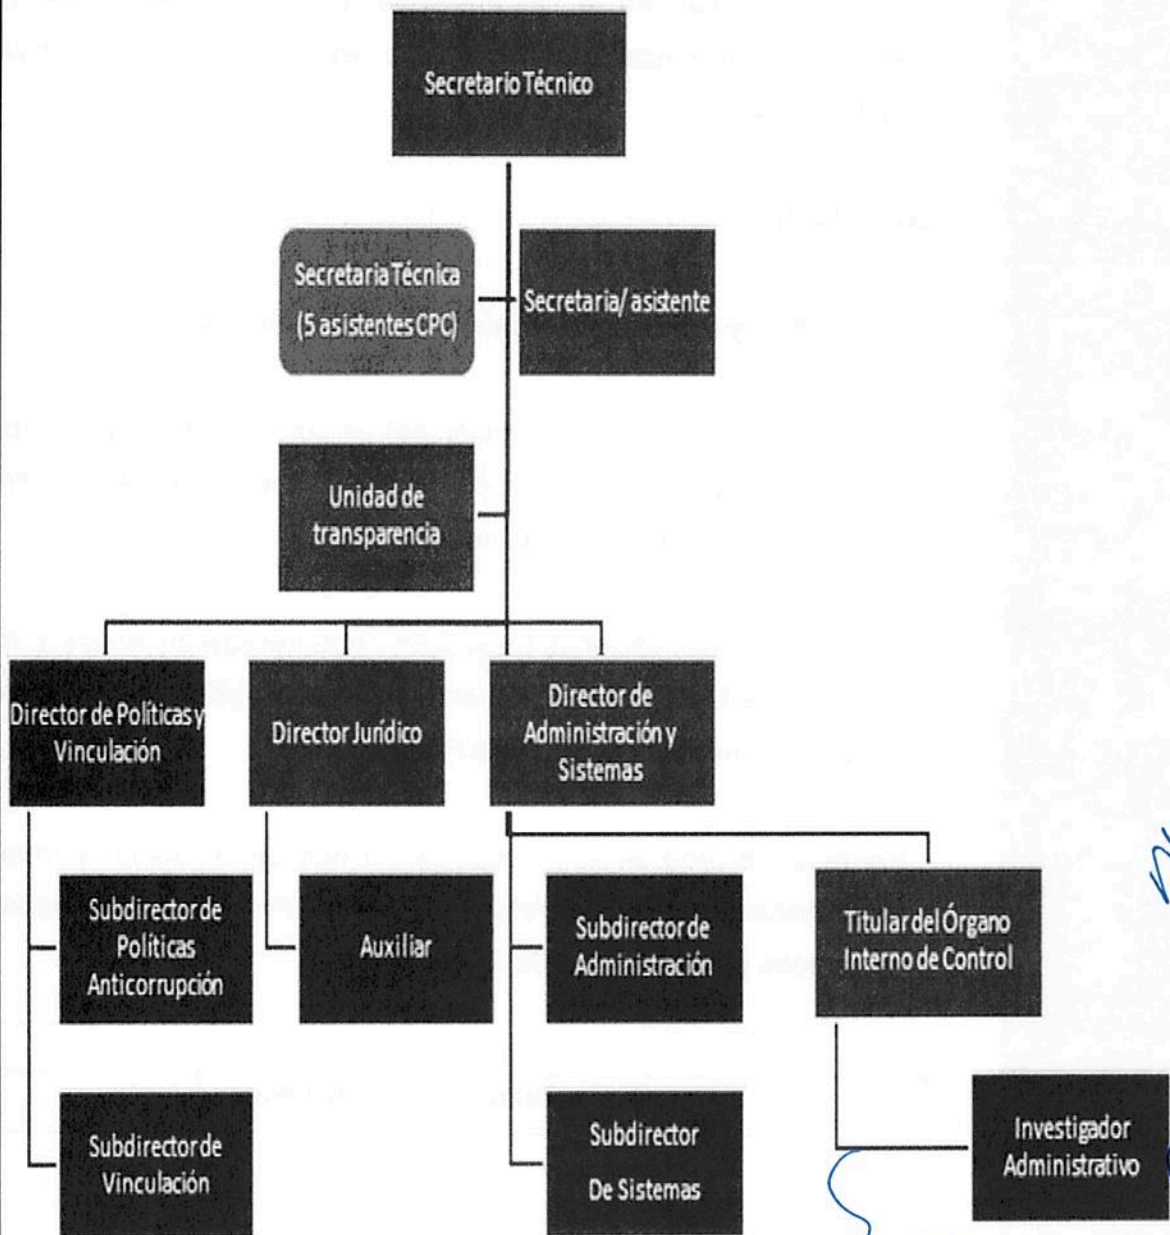 Secretario Técnico
Secretaria Técnica
(5 asistentes CPC)
Secretaria/ asistente
Unidad de
transparencia
Director de Políticas y
Vinculación
Director Jurídico
Director de
Administración y
Sistemas
Subdirector de
Políticas
Anticorrupción
Auxiliar
Subdirector de
Administración
Titular del Órgano
Interno de Control
Subdirector de
Vinculación
Subdirector
De Sistemas
Investigador
Administrativo